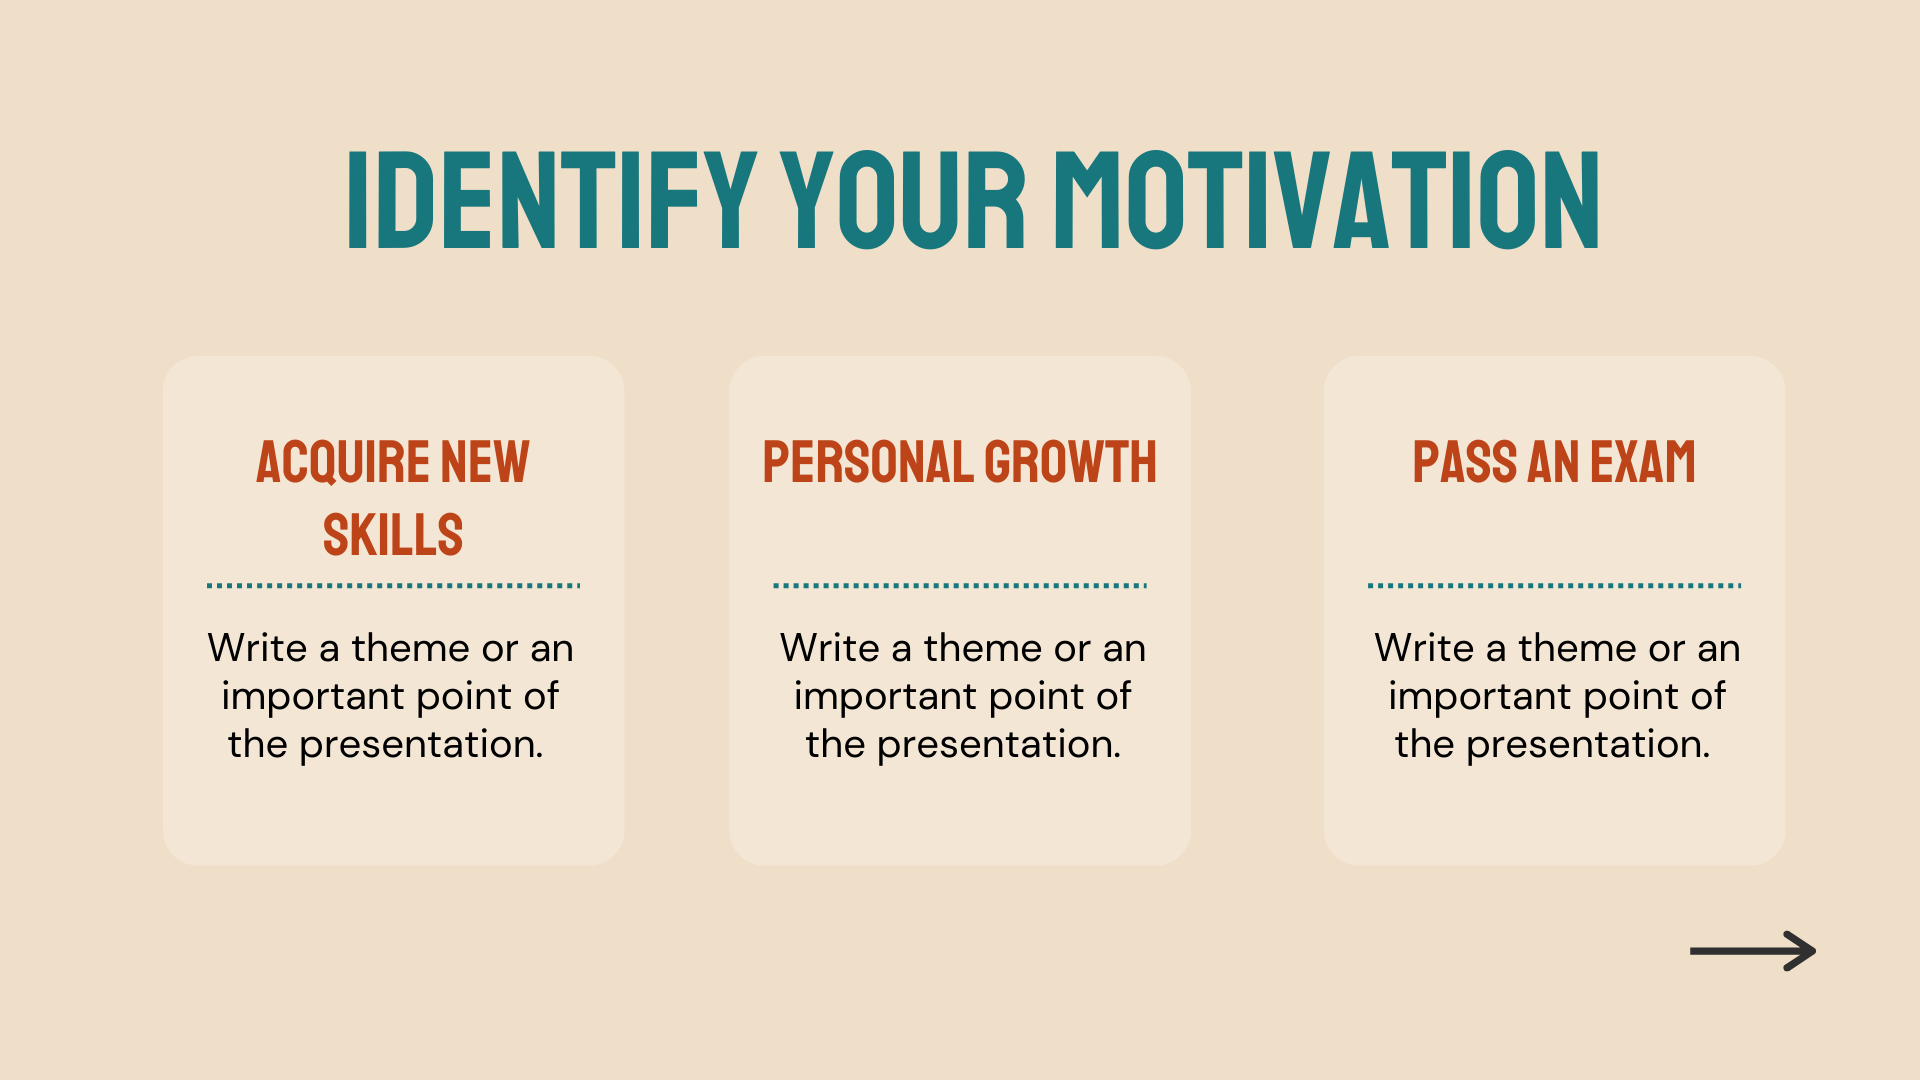 IDENTIFY YOUR MOTIVATION
ACQUIRE NEW
SKILLS
Write a theme or an
important point of
the presentation.
PERSONAL GROWTH
Write a theme or an
important point of
the presentation.
PASS AN EXAM
Write a theme or an
important point of
the presentation.